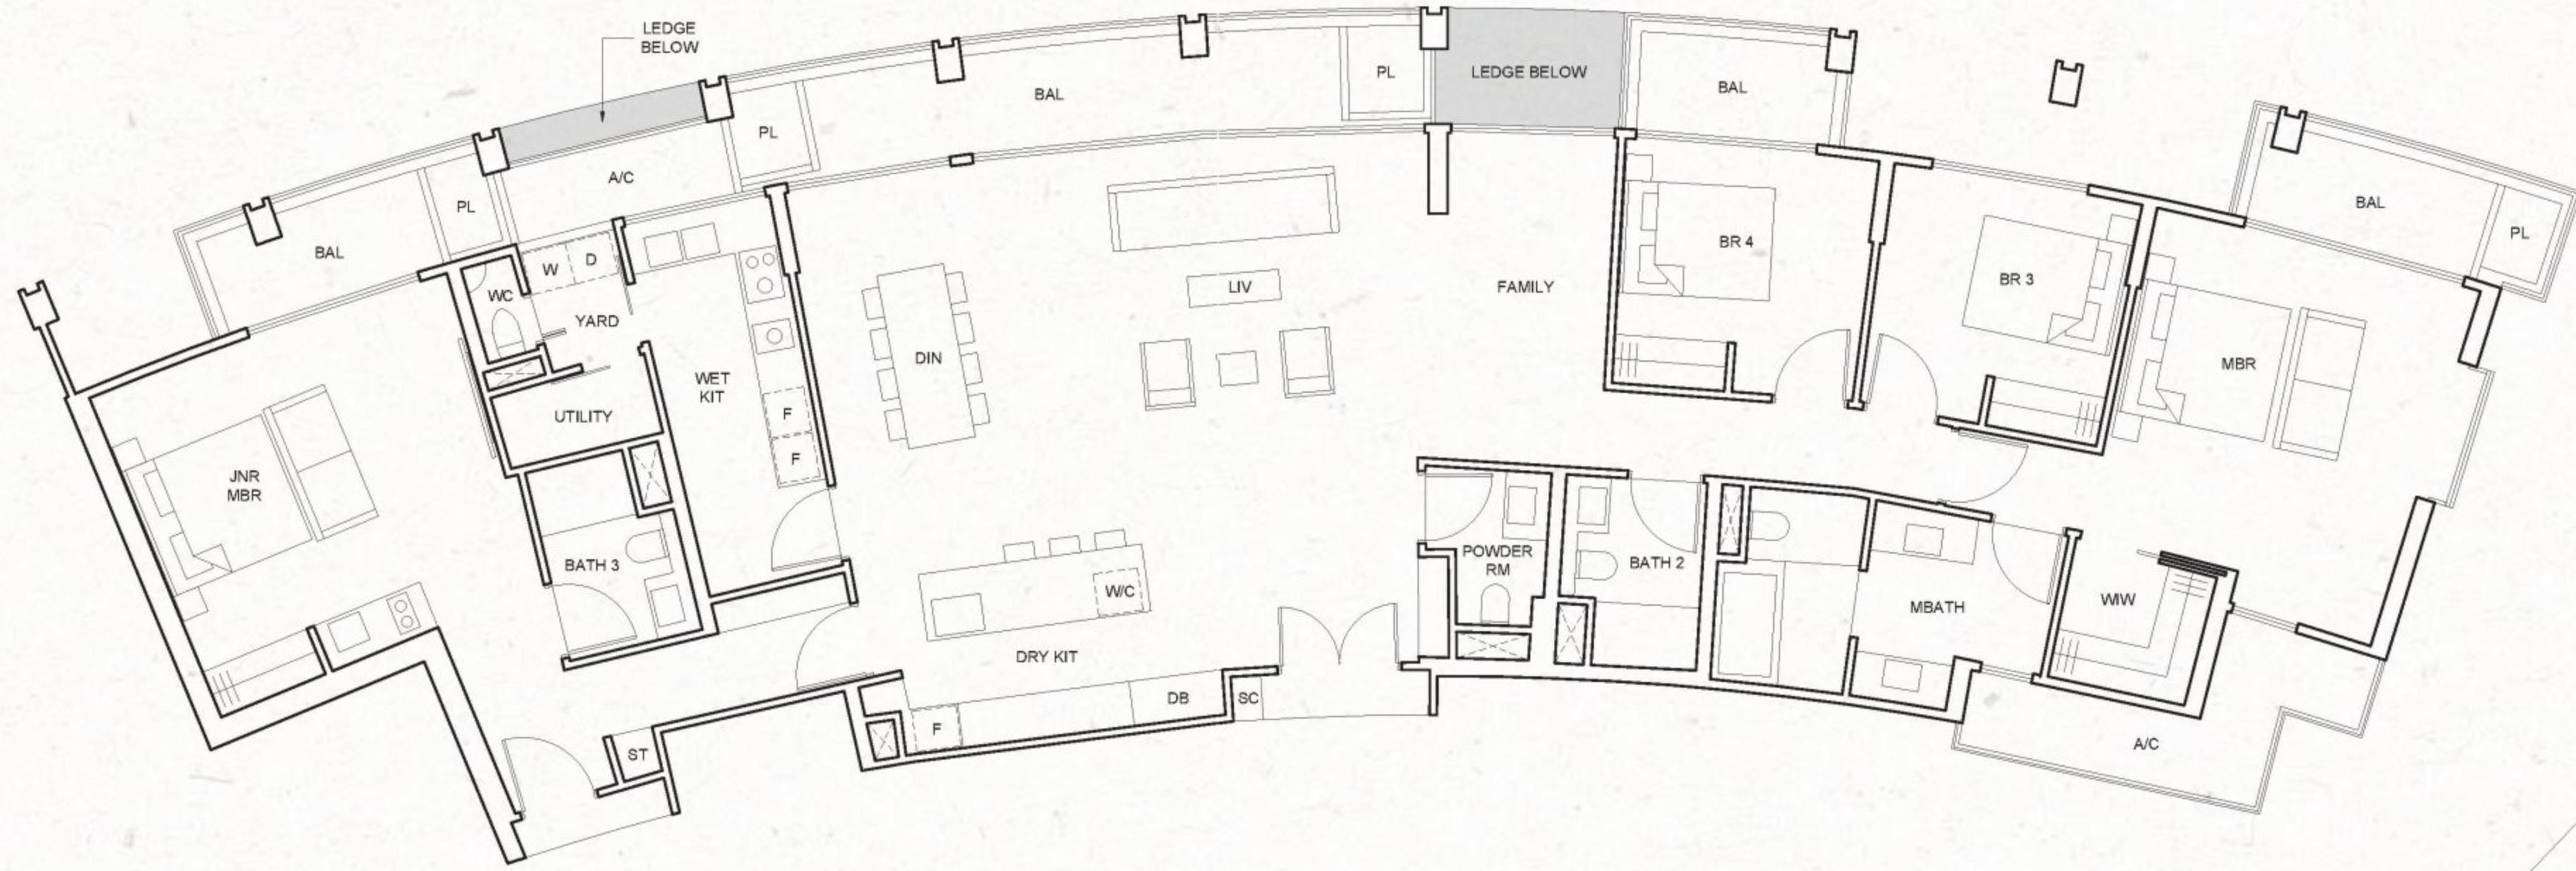 LEDGE
BELOW
PL
LEDGE BELOW
BAL
BAL
PL
A/C
PL
BAL
BAL
PL
W
D
WC
YARD
LIV
FAMILY
BR 4
BR 3
MBR
DIN
WET
KIT
F
F
UTILITY
JNR
MBR
BATH 3
W/C
DRY KIT
POWDER
RM
BATH 2
MBATH
WIW
DB
SC
F
ST
A/C